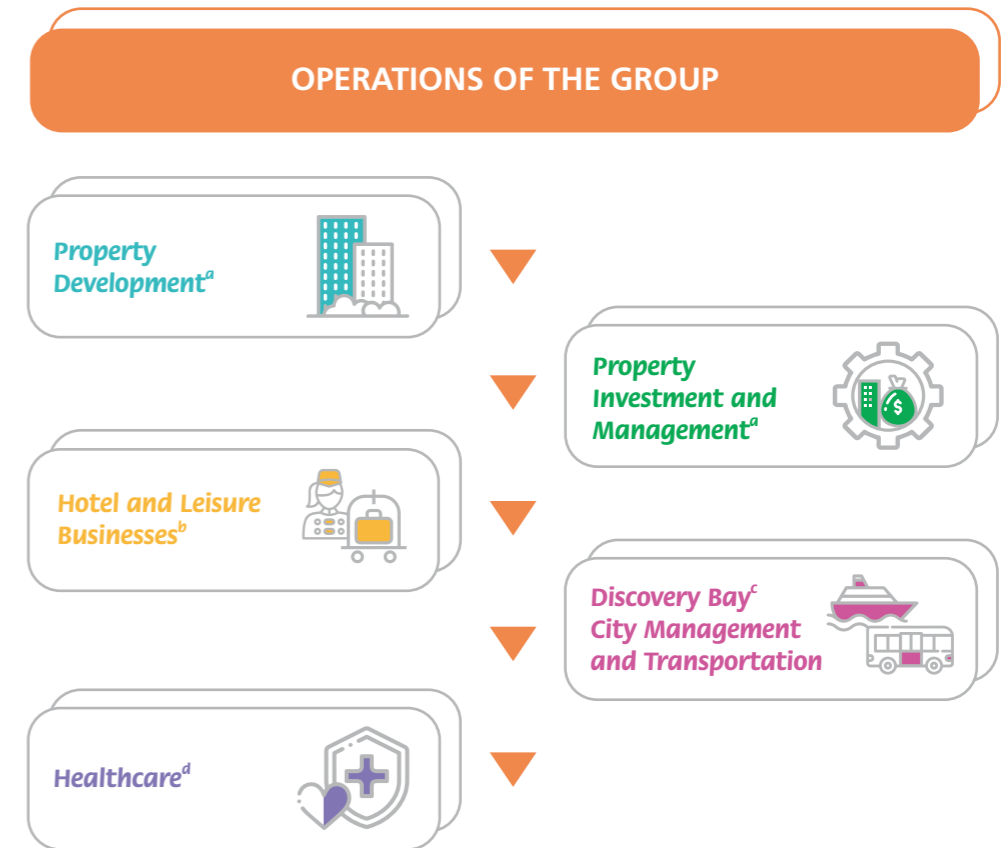 OPERATIONS OF THE GROUP
Property
Development^a
Property
Investment and
Management^a
Hotel and Leisure
Businesses^b
Discovery Bay^c
City Management
and Transportation
Healthcare^d
$